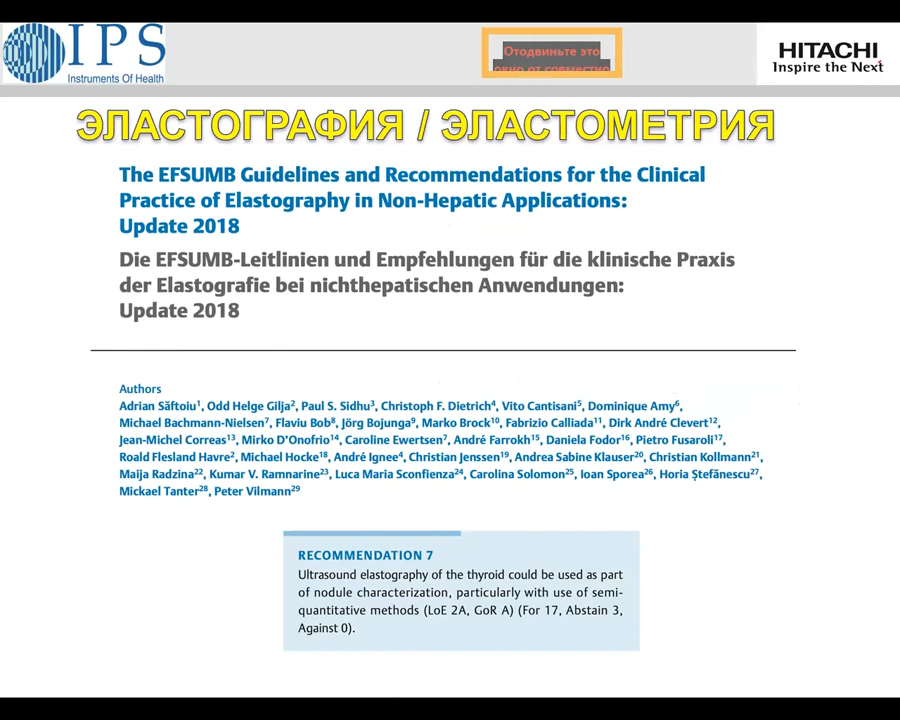 IPS
Instruments Of Health
Отодвиньте это
окно от совместно
HITACHI
Inspire the Next
ЭЛАСТОГРАФИЯ / ЭЛАСТОМЕТРИЯ
The EFSUMB Guidelines and Recommendations for the Clinical
Practice of Elastography in Non-Hepatic Applications:
Update 2018
Die EFSUMB-Leitlinien und Empfehlungen für die klinische Praxis
der Elastografie bei nichthepatischen Anwendungen:
Update 2018
Authors
Adrian Săftoiu1, Odd Helge Gilja2, Paul S. Sidhu3, Christoph F. Dietrich4, Vito Cantisani5, Dominique Amy6,
Michael Bachmann-Nielsen7, Flaviu Bob8, Jörg Bojunga9, Marko Brock10, Fabrizio Calliada11, Dirk André Clevert12,
Jean-Michel Correas13, Mirko D'Onofrio14, Caroline Ewertsen7, André Farrokh15, Daniela Fodor16, Pietro Fusaroli17,
Roald Flesland Havre2, Michael Hocke18, André Ignee4, Christian Jenssen19, Andrea Sabine Klauser20, Christian Kollmann21,
Maija Radzina22, Kumar V. Ramnarine23, Luca Maria Sconfienza24, Carolina Solomon25, Ioan Sporea26, Horia Ștefănescu27,
Mickael Tanter28, Peter Vilmann29
RECOMMENDATION 7
Ultrasound elastography of the thyroid could be used as part
of nodule characterization, particularly with use of semi-
quantitative methods (LoE 2A, GoR A) (For 17, Abstain 3,
Against 0).